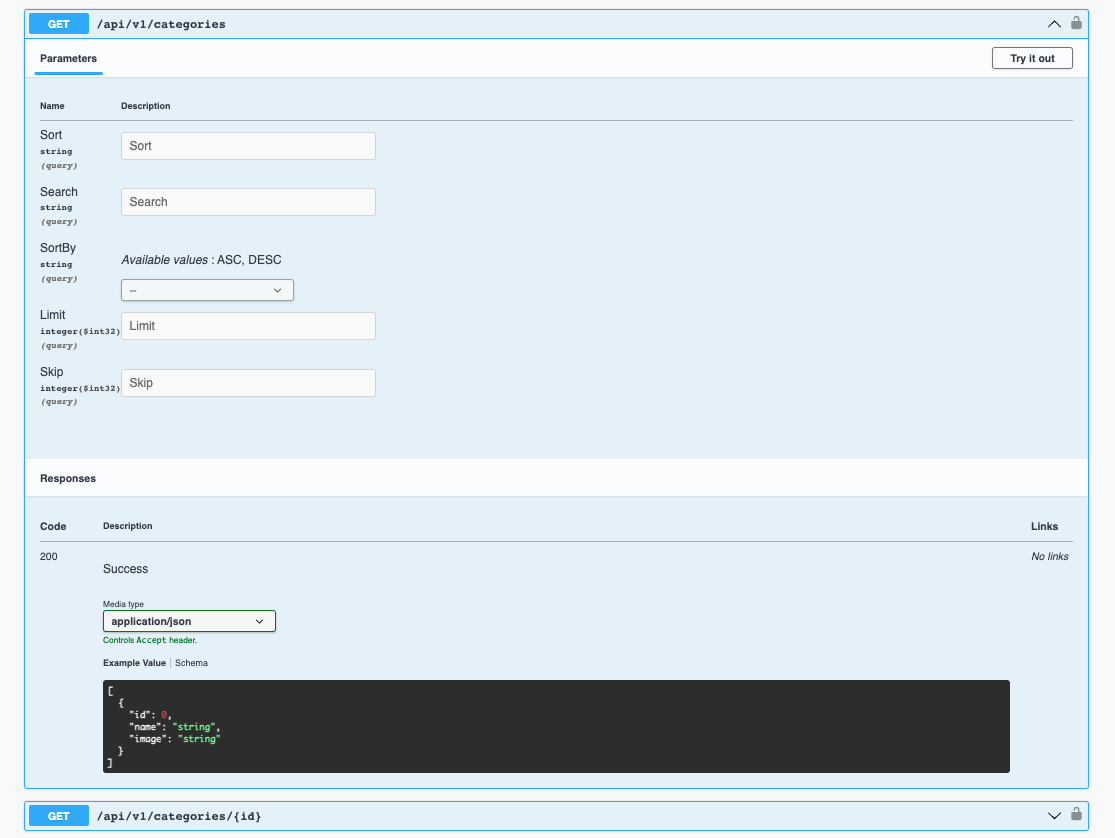 GET /api/v1/categories
Parameters
Try it out
Name Description
Sort
string
(query)
Sort
Search
string
(query)
Search
SortBy
string
(query)
Available values : ASC, DESC
--
Limit
integer($int32)
(query)
Limit
Skip
integer($int32)
(query)
Skip
Responses
Code Description Links
200
Success
No links
Media type
application/json
Controls Accept header.
Example Value | Schema
[
  {
    "id": 0,
    "name": "string",
    "image": "string"
  }
]
GET /api/v1/categories/{id}